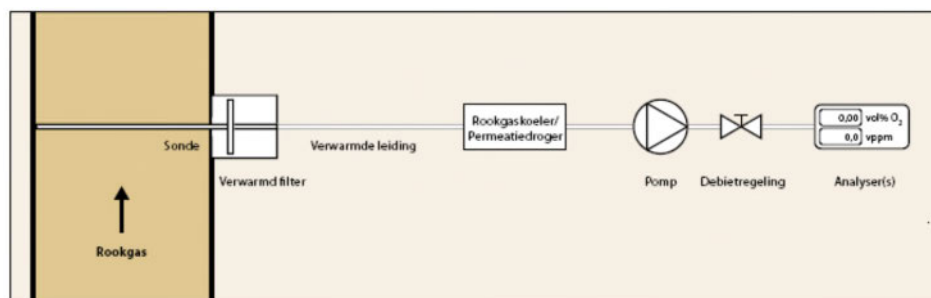 Rookgaskoeler/
Permeatiedroger
0,00 vol% O₂
0,0 vppm
Sonde
Verwarmde leiding
Verwarmd filter
Pomp
Debietregeling
Analyser(s)
Rookgas